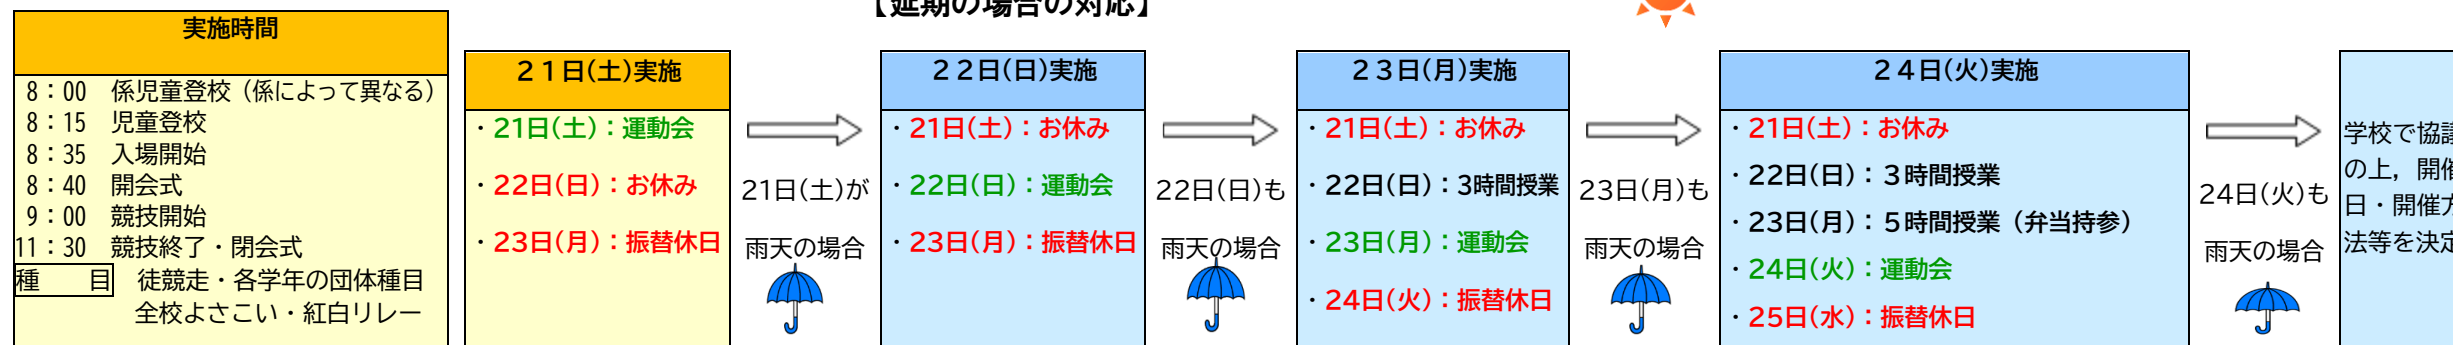 【延期の場合の対応】
実施時間
8：00　係児童登校（係によって異なる）
8：15　児童登校
8：35　入場開始
8：40　開会式
9：00　競技開始
11：30　競技終了・閉会式
種　　目　徒競走・各学年の団体種目
全校よさこい・紅白リレー
２１日(土)実施
・21日(土)：運動会
・22日(日)：お休み
・23日(月)：振替休日
21日(土)が
雨天の場合
２２日(日)実施
・21日(土)：お休み
・22日(日)：運動会
・23日(月)：振替休日
22日(日)も
雨天の場合
２３日(月)実施
・21日(土)：お休み
・22日(日)：3時間授業
・23日(月)：運動会
・24日(火)：振替休日
23日(月)も
雨天の場合
２４日(火)実施
・21日(土)：お休み
・22日(日)：３時間授業
・23日(月)：５時間授業（弁当持参）
・24日(火)：運動会
・25日(水)：振替休日
24日(火)も
雨天の場合
学校で協議
の上，開催
日・開催方
法等を決定